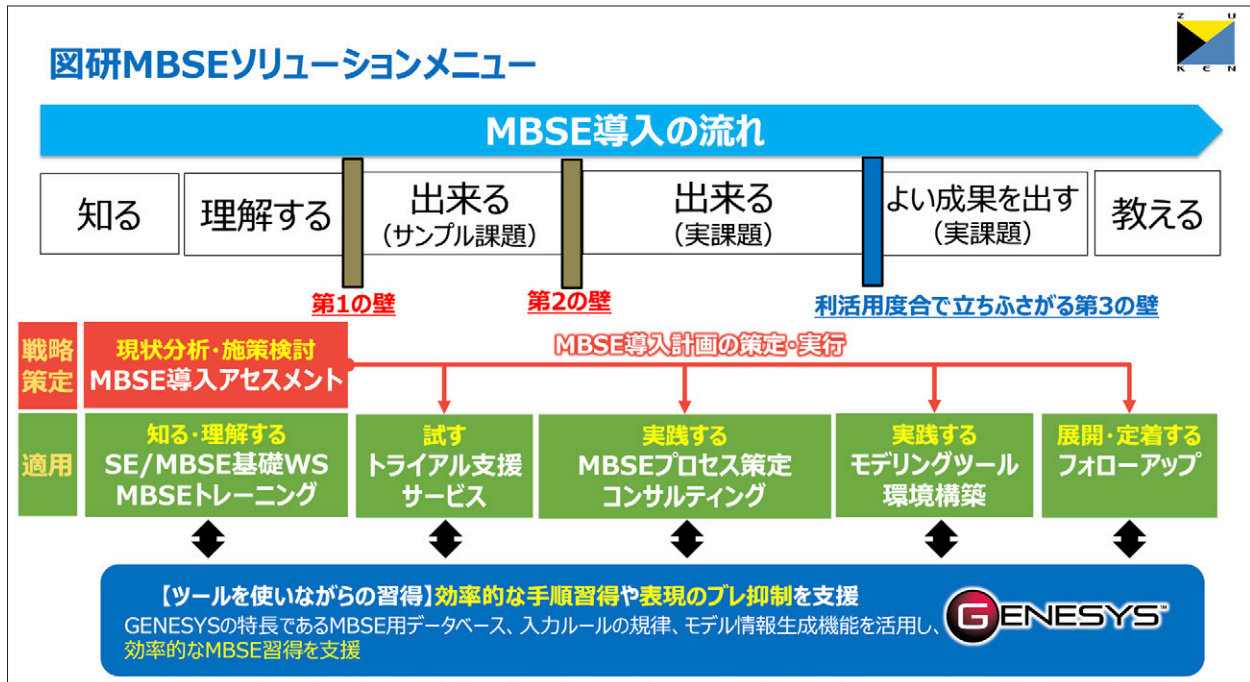 図研MBSEソリューションメニュー
Z U
K E N
MBSE導入の流れ
知る
理解する
出来る
(サンプル課題)
出来る
(実課題)
よい成果を出す
(実課題)
教える
第1の壁
第2の壁
利活用度合で立ちふさがる第3の壁
戦略
策定
現状分析・施策検討
MBSE導入アセスメント
MBSE導入計画の策定・実行
適用
知る・理解する
SE/MBSE基礎WS
MBSEトレーニング
試す
トライアル支援
サービス
実践する
MBSEプロセス策定
コンサルティング
実践する
モデリングツール
環境構築
展開・定着する
フォローアップ
【ツールを使いながらの習得】効率的な手順習得や表現のブレ抑制を支援
GENESYSの特長であるMBSE用データベース、入力ルールの規律、モデル情報生成機能を活用し、
効率的なMBSE習得を支援
GENESYS™